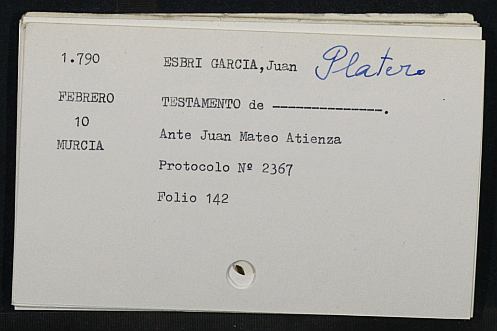 1.790 ESBRI GARCIA,Juan Platero
FEBRERO TESTAMENTO de --------------.
10
MURCIA Ante Juan Mateo Atienza
Protocolo Nº 2367
Folio 142